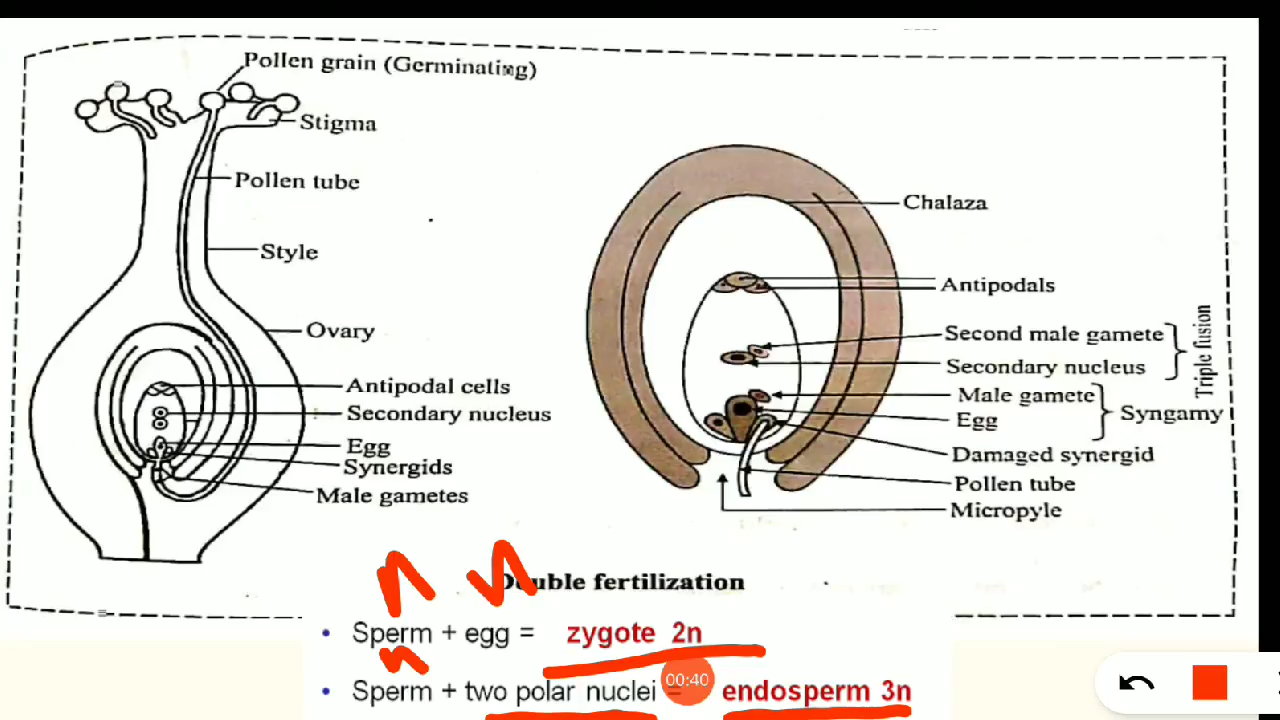 Pollen grain (Germinating)
Stigma
Pollen tube
Style
Ovary
Antipodal cells
Secondary nucleus
Egg
Synergids
Male gametes
Chalaza
Antipodals
Second male gamete
Secondary nucleus
Triple fusion
Male gamete
Egg
Syngamy
Damaged synergid
Pollen tube
Micropyle
n n
Double fertilization
• Sperm + egg = zygote 2n
n
• Sperm + two polar nuclei = endosperm 3n
00:40